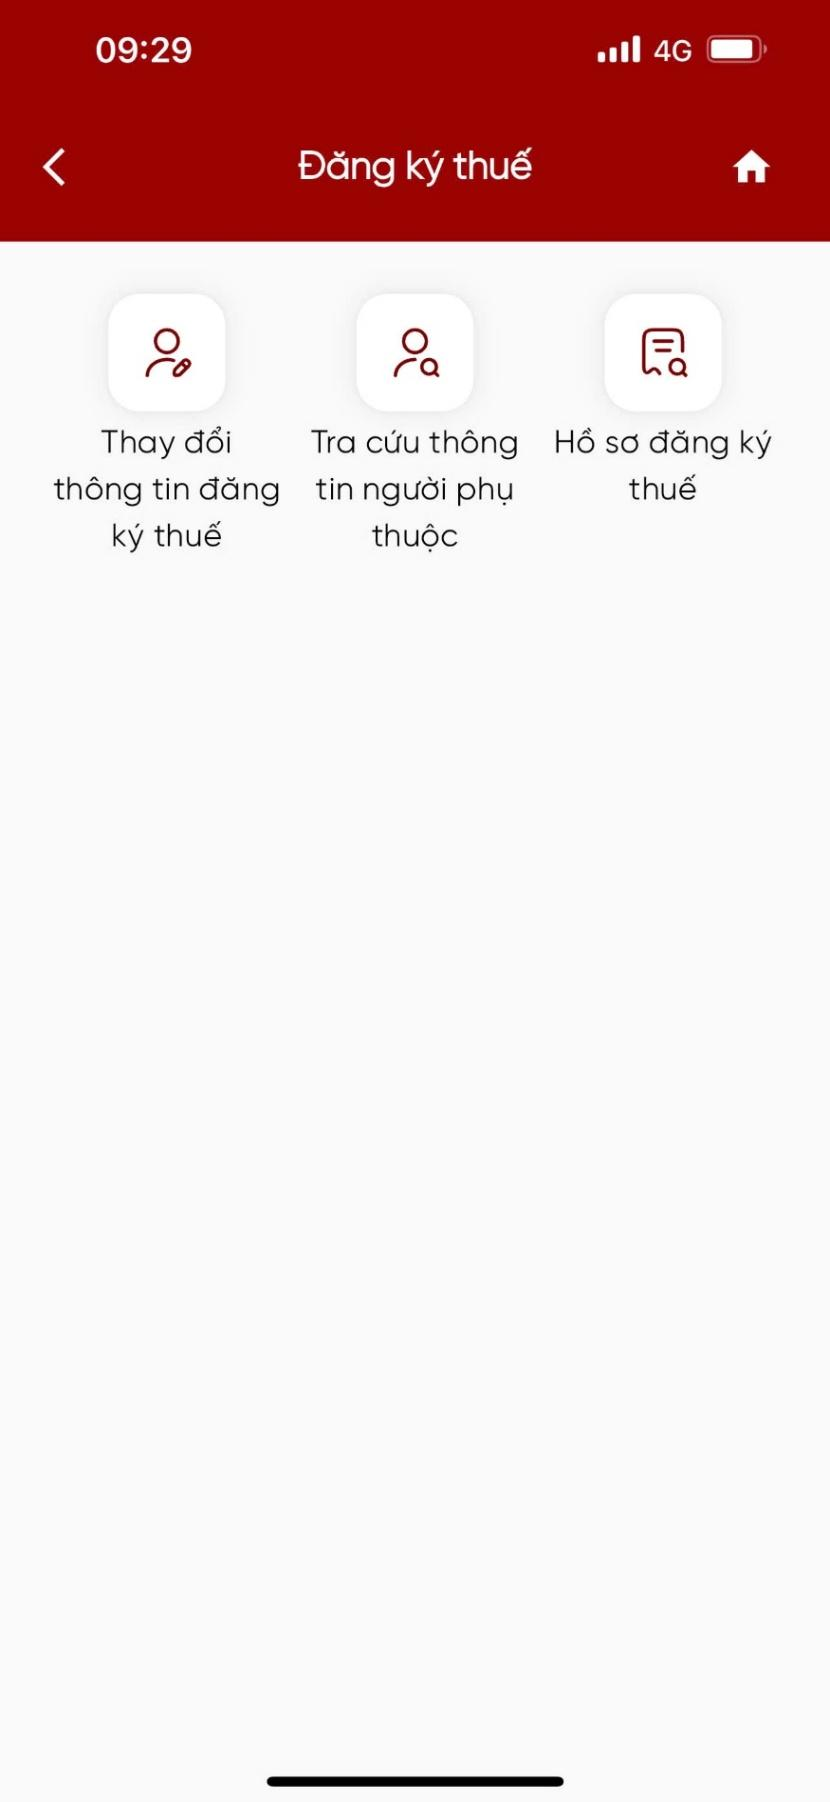 09:29
4G
Đăng ký thuế
Thay đổi
thông tin đăng
ký thuế
Tra cứu thông
tin người phụ
thuộc
Hồ sơ đăng ký
thuế